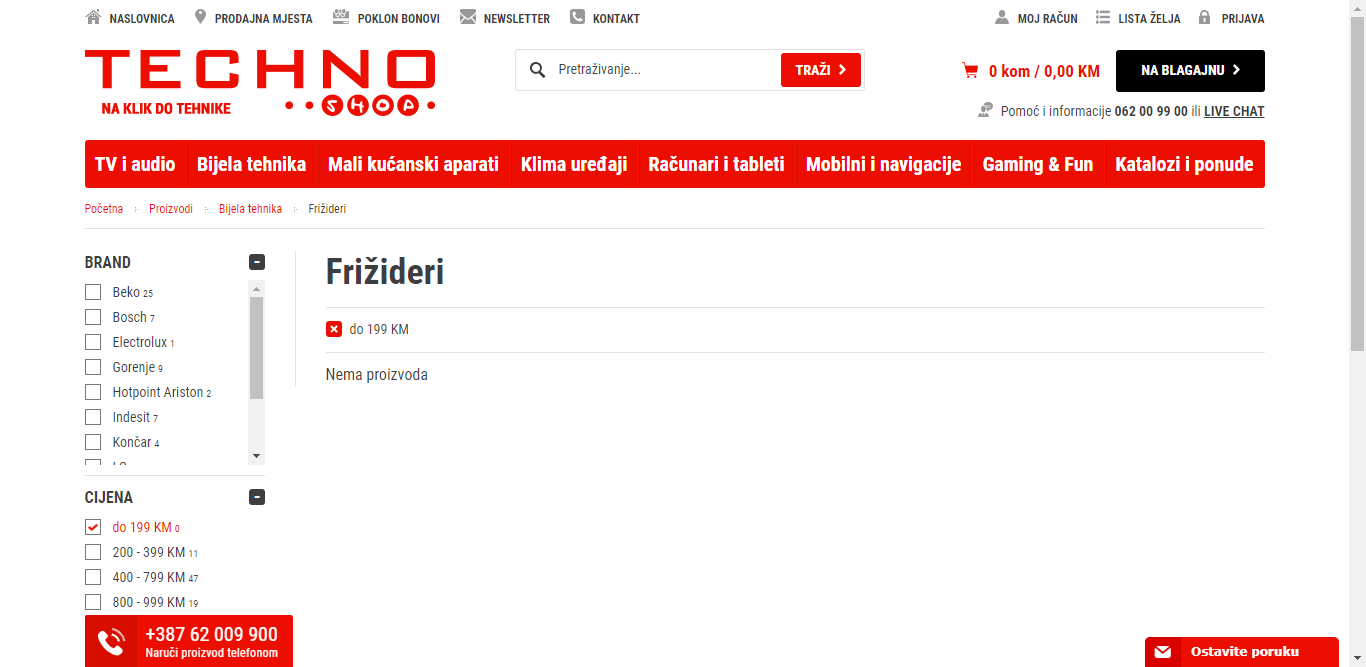 NASLOVNICA PRODAJNA MJESTA POKLON BONOVI NEWSLETTER KONTAKT MOJ RAČUN LISTA ŽELJA PRIJAVA
TECHNO
NA KLIK DO TEHNIKE SHOP
Pretraživanje... TRAŽI
0 kom / 0,00 KM NA BLAGAJNU
Pomoć i informacije 062 00 99 00 ili LIVE CHAT
TV i audio Bijela tehnika Mali kućanski aparati Klima uređaji Računari i tableti Mobilni i navigacije Gaming & Fun Katalozi i ponude
Početna Proizvodi Bijela tehnika Frižideri
BRAND
Beko 25
Bosch 7
Electrolux 1
Gorenje 9
Hotpoint Ariston 2
Indesit 7
Končar 4
CIJENA
do 199 KM 0
200 - 399 KM 11
400 - 799 KM 47
800 - 999 KM 19
+387 62 009 900
Naruči proizvod telefonom
Frižideri
do 199 KM
Nema proizvoda
Ostavite poruku